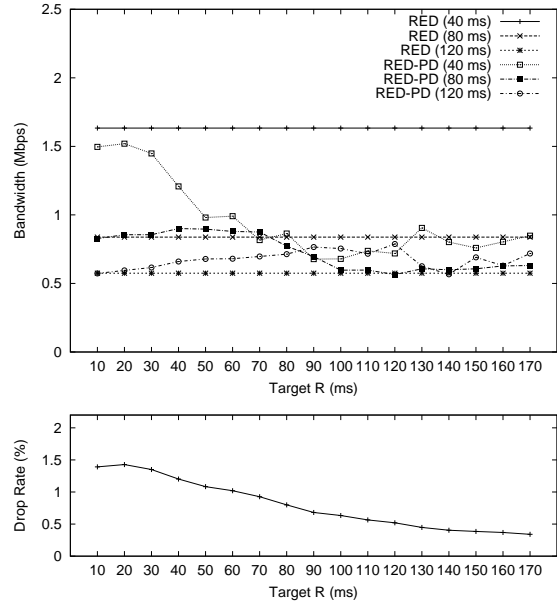 2.5
2
1.5
1
0.5
0
Bandwidth (Mbps)
RED (40 ms)
RED (80 ms)
RED (120 ms)
RED-PD (40 ms)
RED-PD (80 ms)
RED-PD (120 ms)
10 20 30 40 50 60 70 80 90 100 110 120 130 140 150 160 170
Target R (ms)
2
1.5
1
0.5
0
Drop Rate (%)
10 20 30 40 50 60 70 80 90 100 110 120 130 140 150 160 170
Target R (ms)